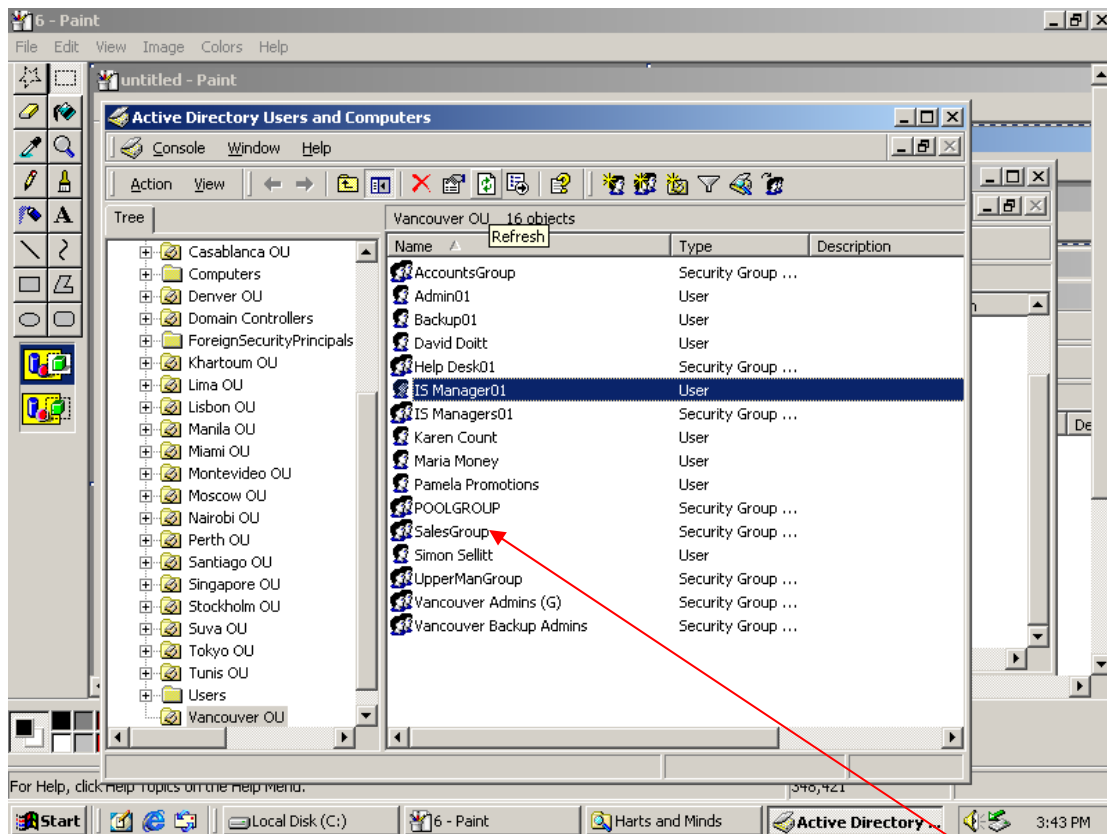 6 - Paint
File Edit View Image Colors Help
untitled - Paint
Active Directory Users and Computers
Console Window Help
Action View
Tree
Vancouver OU 16 objects
Refresh
Name Type Description
Casablanca OU
Computers
Denver OU
Domain Controllers
ForeignSecurityPrincipals
Khartoum OU
Lima OU
Lisbon OU
Manila OU
Miami OU
Montevideo OU
Moscow OU
Nairobi OU
Perth OU
Santiago OU
Singapore OU
Stockholm OU
Suva OU
Tokyo OU
Tunis OU
Users
Vancouver OU
AccountsGroup Security Group ...
Admin01 User
Backup01 User
David Doitt User
Help Desk01 Security Group ...
IS Manager01 User
IS Managers01 Security Group ...
Karen Count User
Maria Money User
Pamela Promotions User
POOLGROUP Security Group ...
SalesGroup Security Group ...
Simon Sellitt User
UpperManGroup Security Group ...
Vancouver Admins (G) Security Group ...
Vancouver Backup Admins Security Group ...
De
A
For Help, click Help Topics on the Help Menu.
348,421
Start Local Disk (C:) 6 - Paint Harts and Minds Active Directory ... 3:43 PM